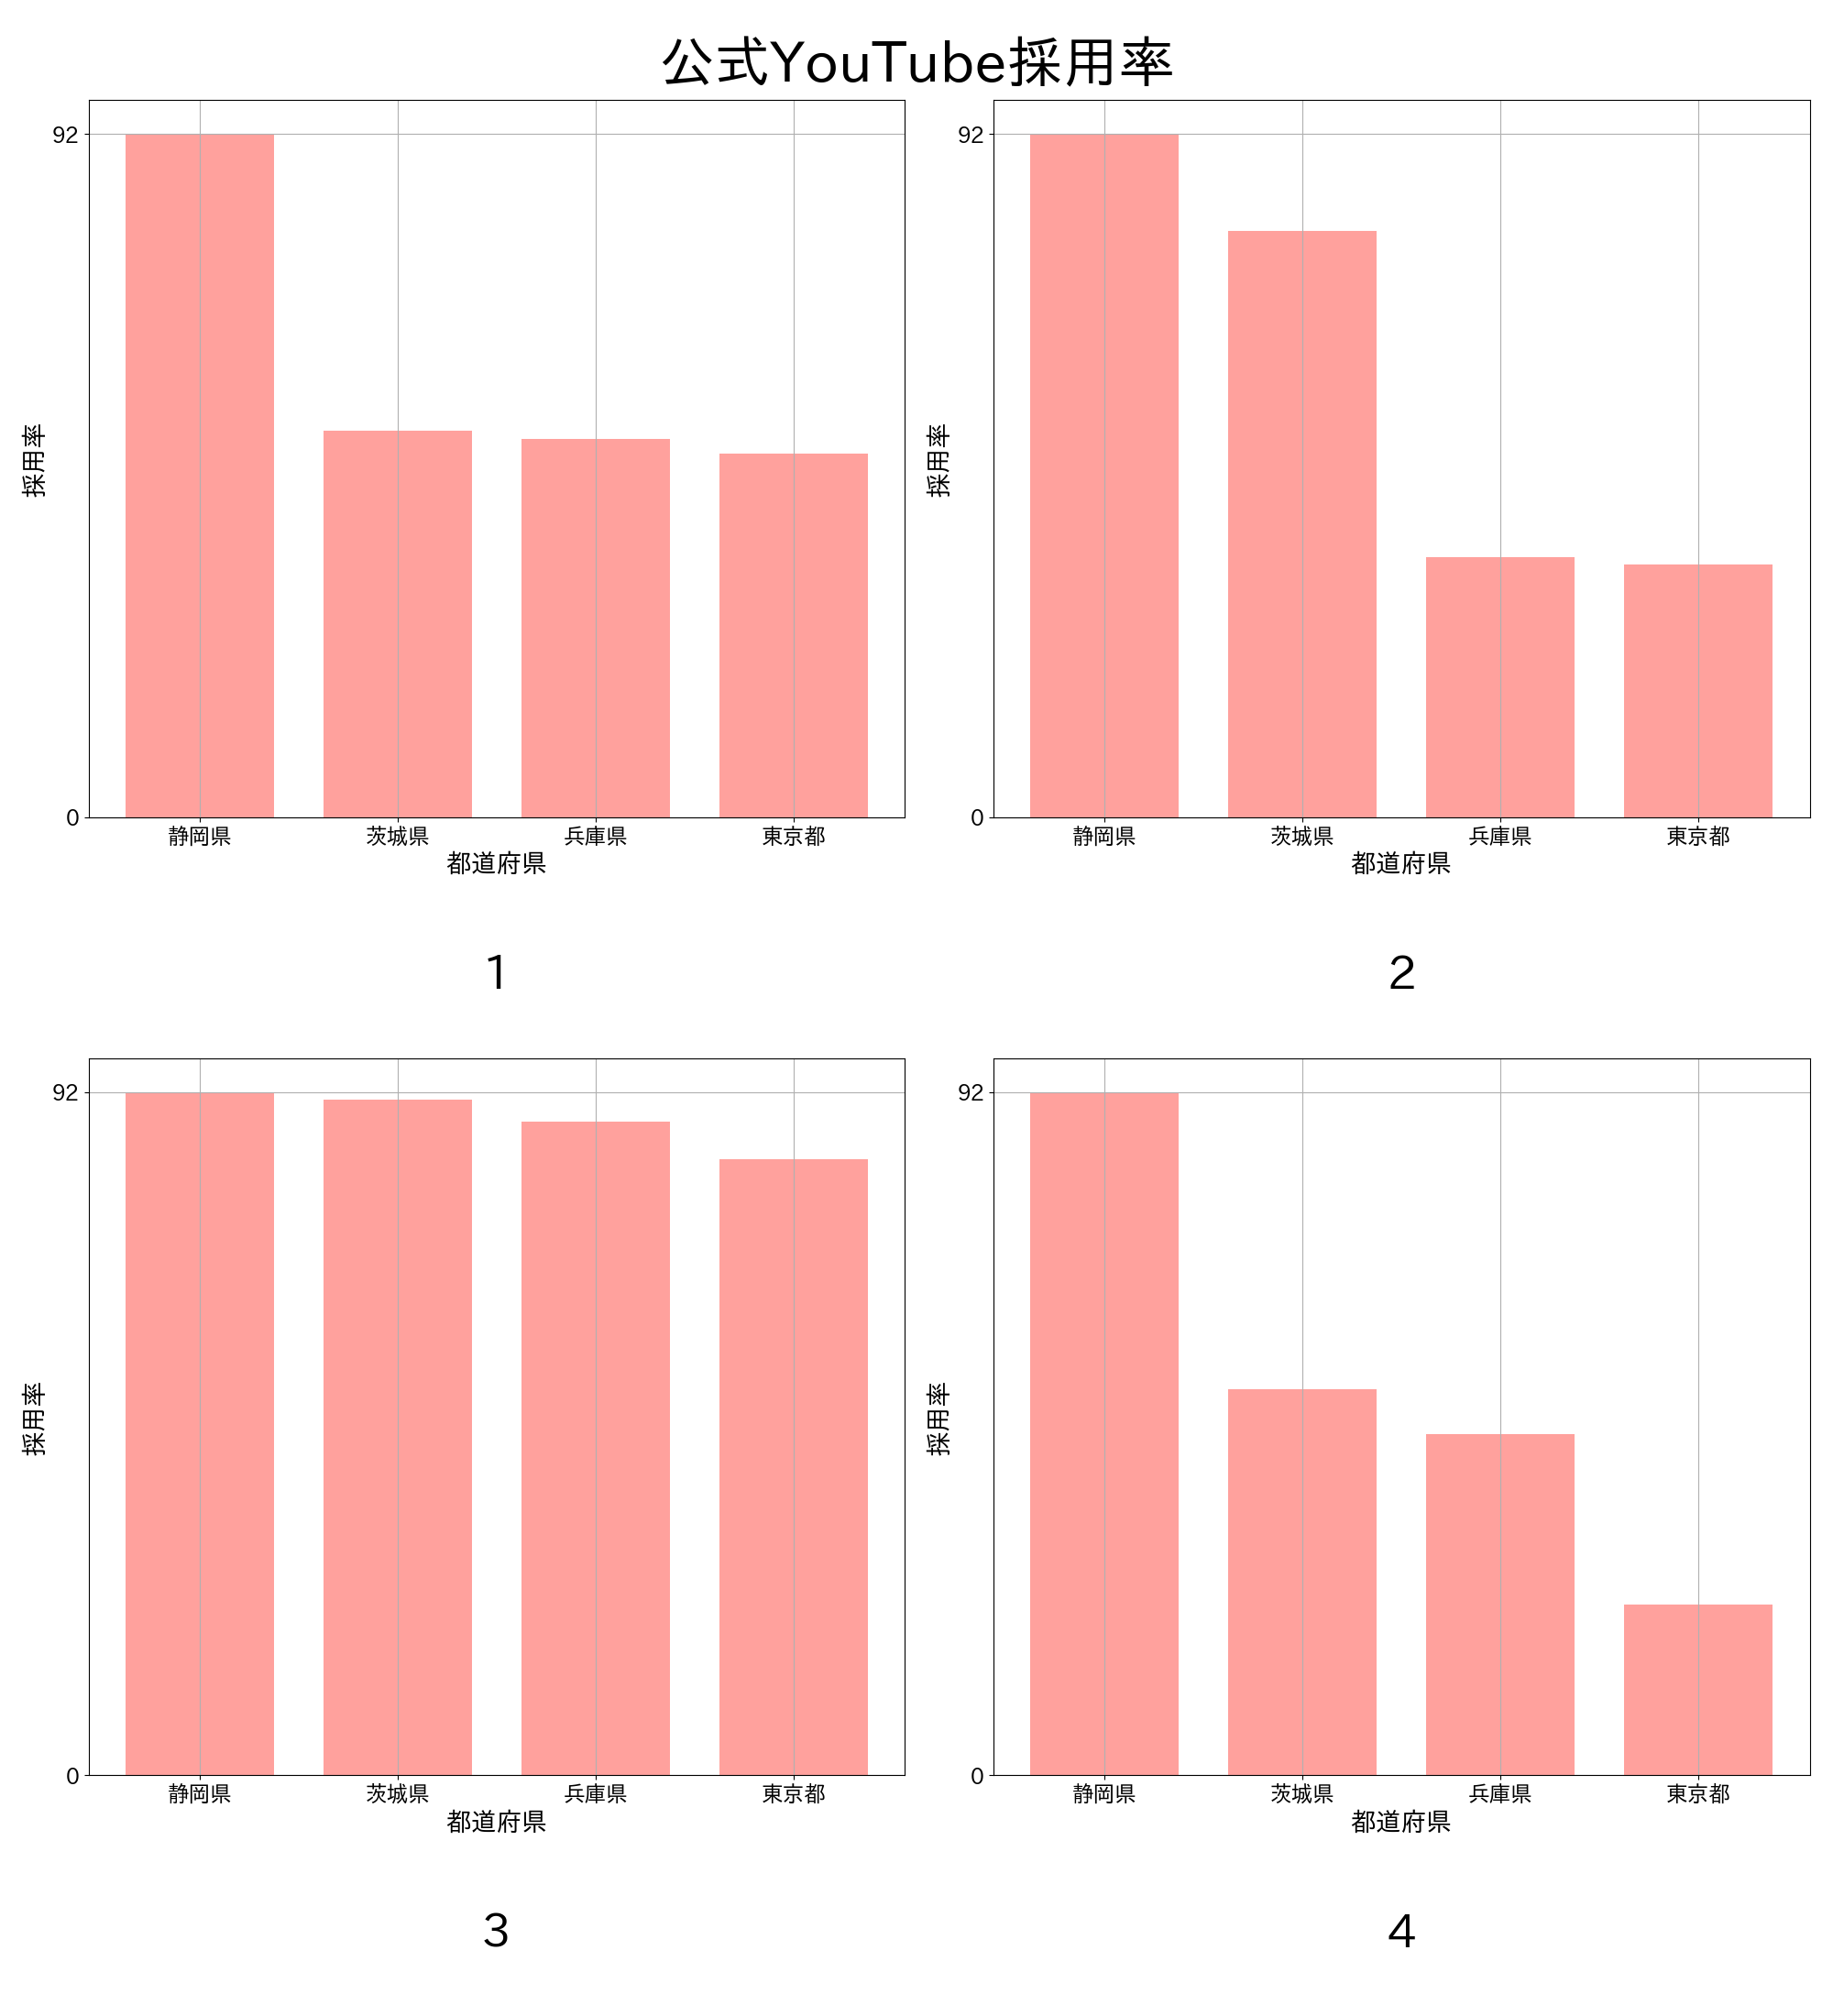 公式YouTube採用率
92
0
採用率
静岡県 茨城県 兵庫県 東京都
都道府県
1
92
0
採用率
静岡県 茨城県 兵庫県 東京都
都道府県
2
92
0
採用率
静岡県 茨城県 兵庫県 東京都
都道府県
3
92
0
採用率
静岡県 茨城県 兵庫県 東京都
都道府県
4